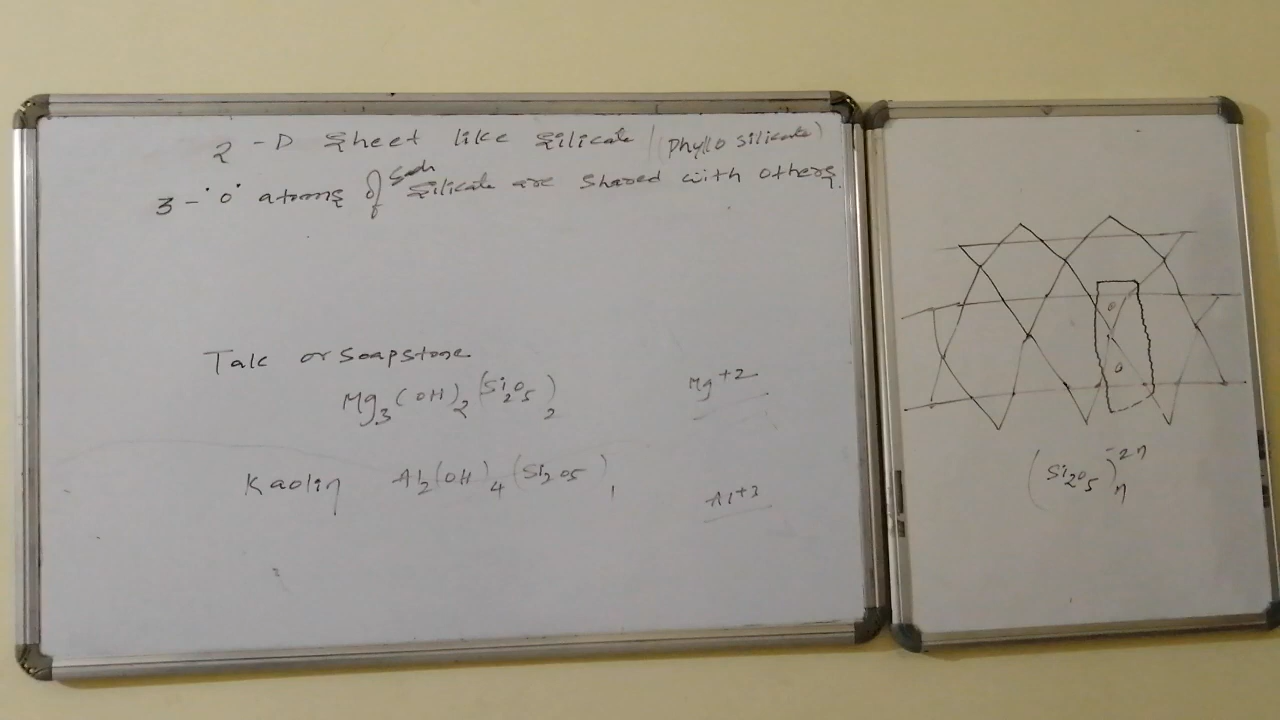 2-D Sheet like Silicate (Phyllo silicate)
3-'O' atoms of each Silicate are Shared with others.
Talc or Soapstone
Mg₃(OH)₂(Si₂O₅)₂ Mg⁺²
Kaolin Al₂(OH)₄(Si₂O₅)₁ Al⁺³
(Si₂O₅)ₙ⁻²ⁿ